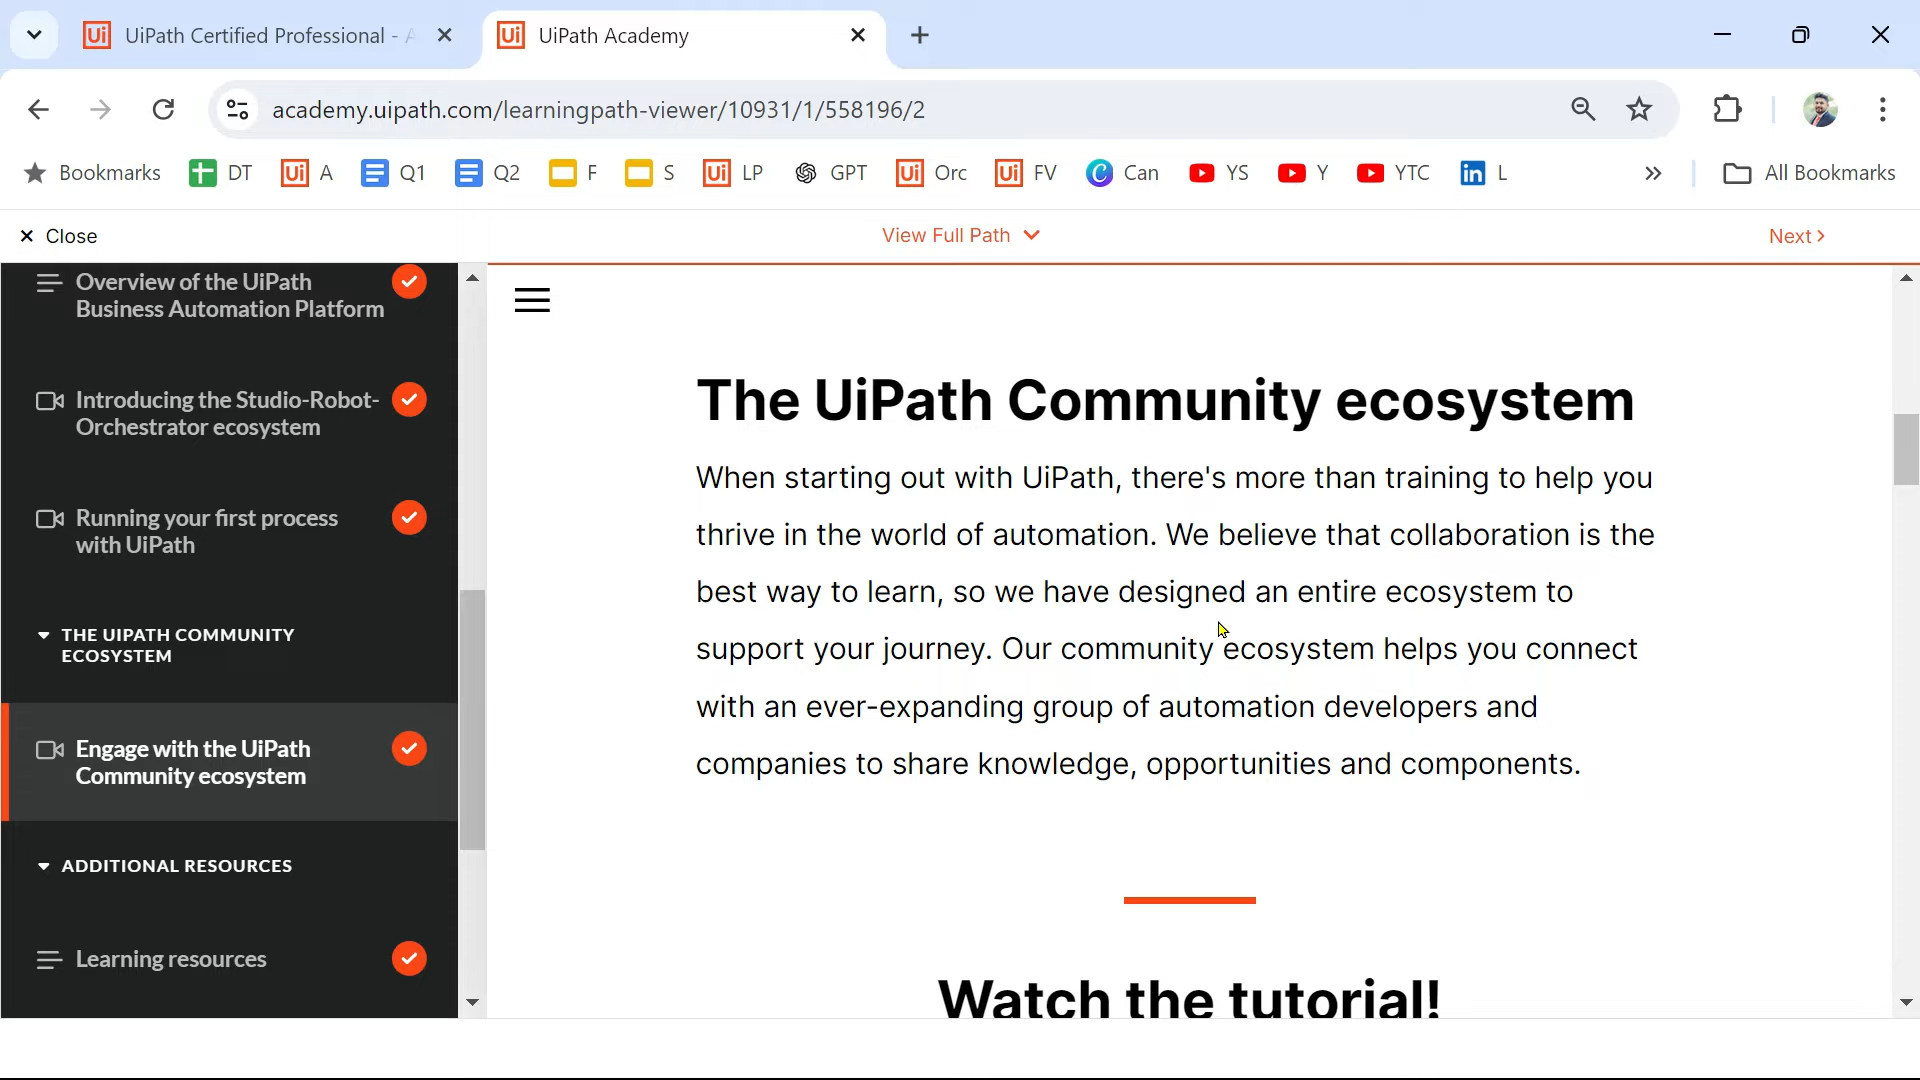 UiPath Certified Professional - A
UiPath Academy
academy.uipath.com/learningpath-viewer/10931/1/558196/2
Bookmarks DT Ui A Q1 Q2 F S Ui LP GPT Ui Orc Ui FV Can YS Y YTC in L » All Bookmarks
Close
View Full Path
Next
Overview of the UiPath
Business Automation Platform
Introducing the Studio-Robot-
Orchestrator ecosystem
Running your first process
with UiPath
THE UIPATH COMMUNITY
ECOSYSTEM
Engage with the UiPath
Community ecosystem
ADDITIONAL RESOURCES
Learning resources
The UiPath Community ecosystem
When starting out with UiPath, there's more than training to help you
thrive in the world of automation. We believe that collaboration is the
best way to learn, so we have designed an entire ecosystem to
support your journey. Our community ecosystem helps you connect
with an ever-expanding group of automation developers and
companies to share knowledge, opportunities and components.
Watch the tutorial!